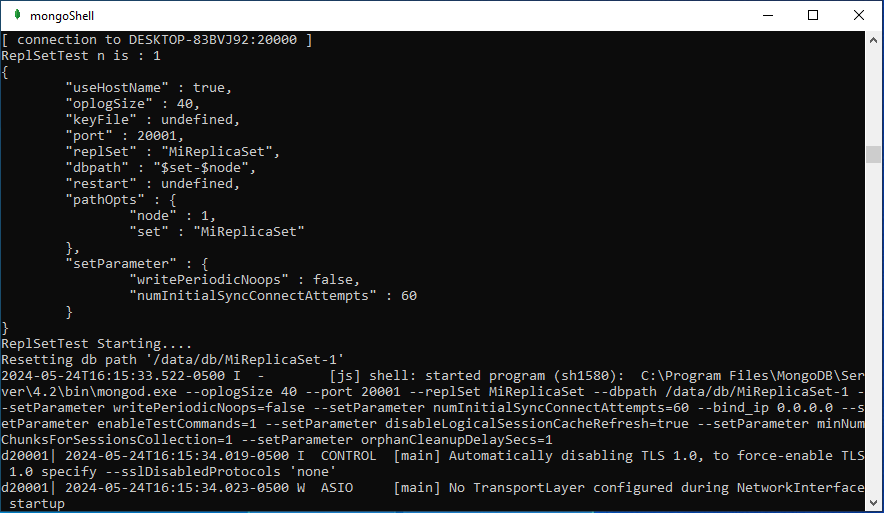 mongoShell
[ connection to DESKTOP-83BVJ92:20000 ]
ReplSetTest n is : 1
{
        "useHostName" : true,
        "oplogSize" : 40,
        "keyFile" : undefined,
        "port" : 20001,
        "replSet" : "MiReplicaSet",
        "dbpath" : "$set-$node",
        "restart" : undefined,
        "pathOpts" : {
                "node" : 1,
                "set" : "MiReplicaSet"
        },
        "setParameter" : {
                "writePeriodicNoops" : false,
                "numInitialSyncConnectAttempts" : 60
        }
}
ReplSetTest Starting....
Resetting db path '/data/db/MiReplicaSet-1'
2024-05-24T16:15:33.522-0500 I  -        [js] shell: started program (sh1580):  C:\Program Files\MongoDB\Ser
ver\4.2\bin\mongod.exe --oplogSize 40 --port 20001 --replSet MiReplicaSet --dbpath /data/db/MiReplicaSet-1 -
-setParameter writePeriodicNoops=false --setParameter numInitialSyncConnectAttempts=60 --bind_ip 0.0.0.0 --s
etParameter enableTestCommands=1 --setParameter disableLogicalSessionCacheRefresh=true --setParameter minNum
ChunksForSessionsCollection=1 --setParameter orphanCleanupDelaySecs=1
d20001| 2024-05-24T16:15:34.019-0500 I  CONTROL  [main] Automatically disabling TLS 1.0, to force-enable TLS
 1.0 specify --sslDisabledProtocols 'none'
d20001| 2024-05-24T16:15:34.023-0500 W  ASIO     [main] No TransportLayer configured during NetworkInterface
 startup